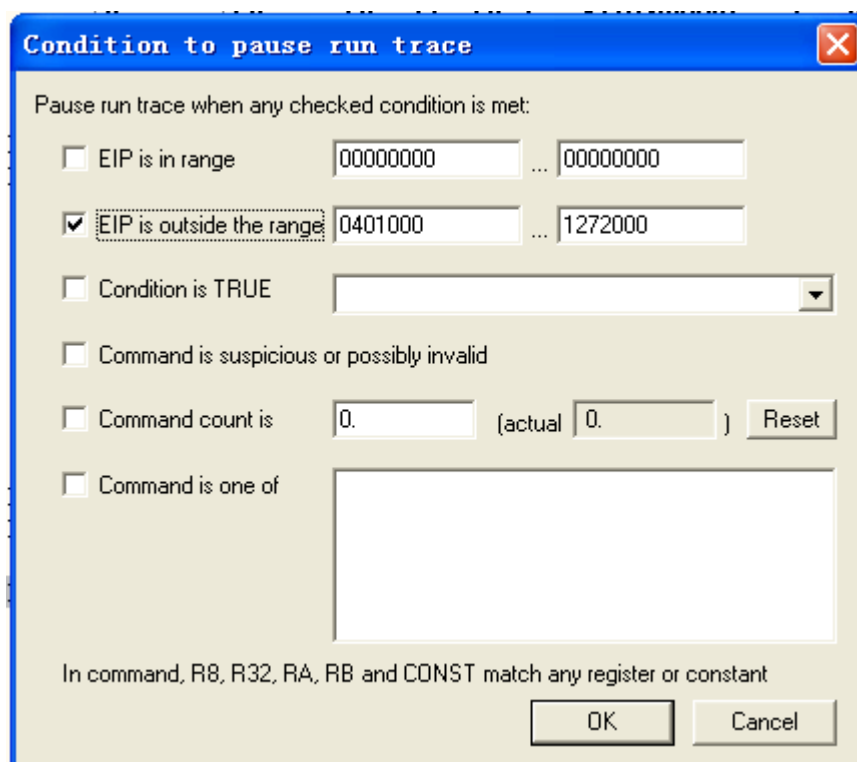 Condition to pause run trace
Pause run trace when any checked condition is met:
EIP is in range 00000000 ... 00000000
EIP is outside the range 0401000 ... 1272000
Condition is TRUE
Command is suspicious or possibly invalid
Command count is 0. (actual 0. ) Reset
Command is one of
In command, R8, R32, RA, RB and CONST match any register or constant
OK Cancel